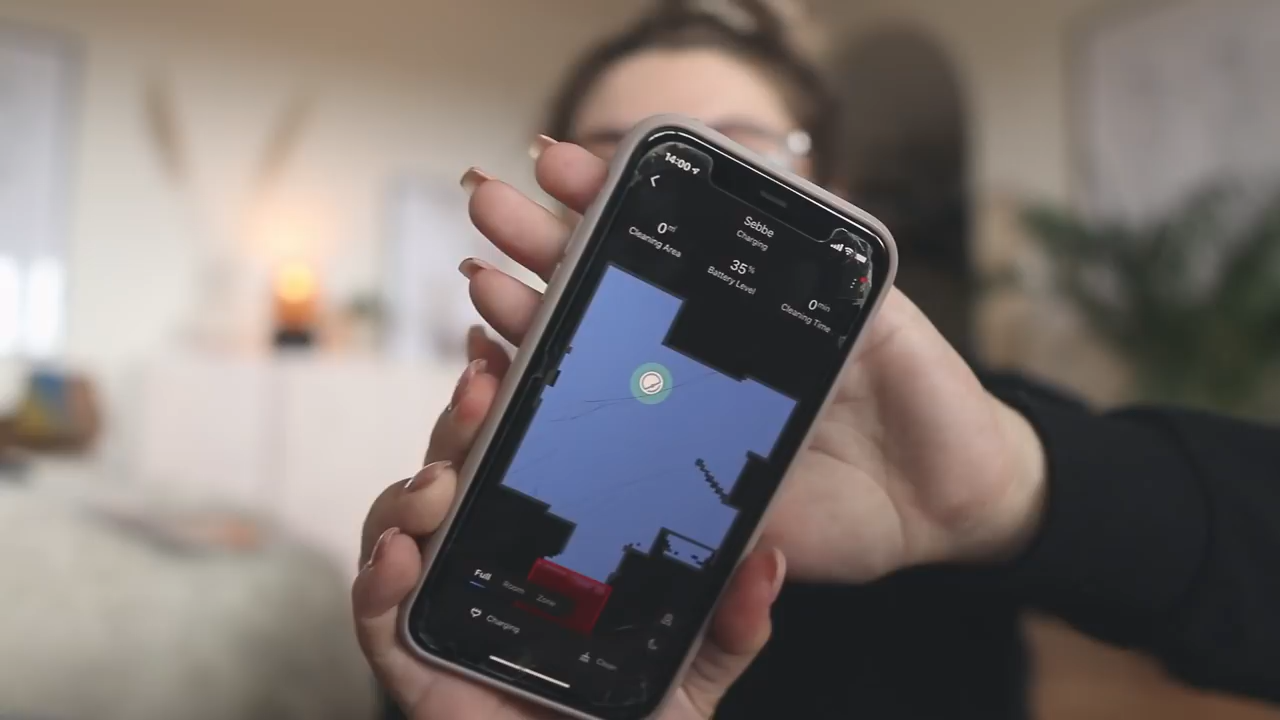 14:00
Sebbe
Charging
0㎡
Cleaning Area
35%
Battery Level
0min
Cleaning Time
Full
Room
Zone
Charging
Clean